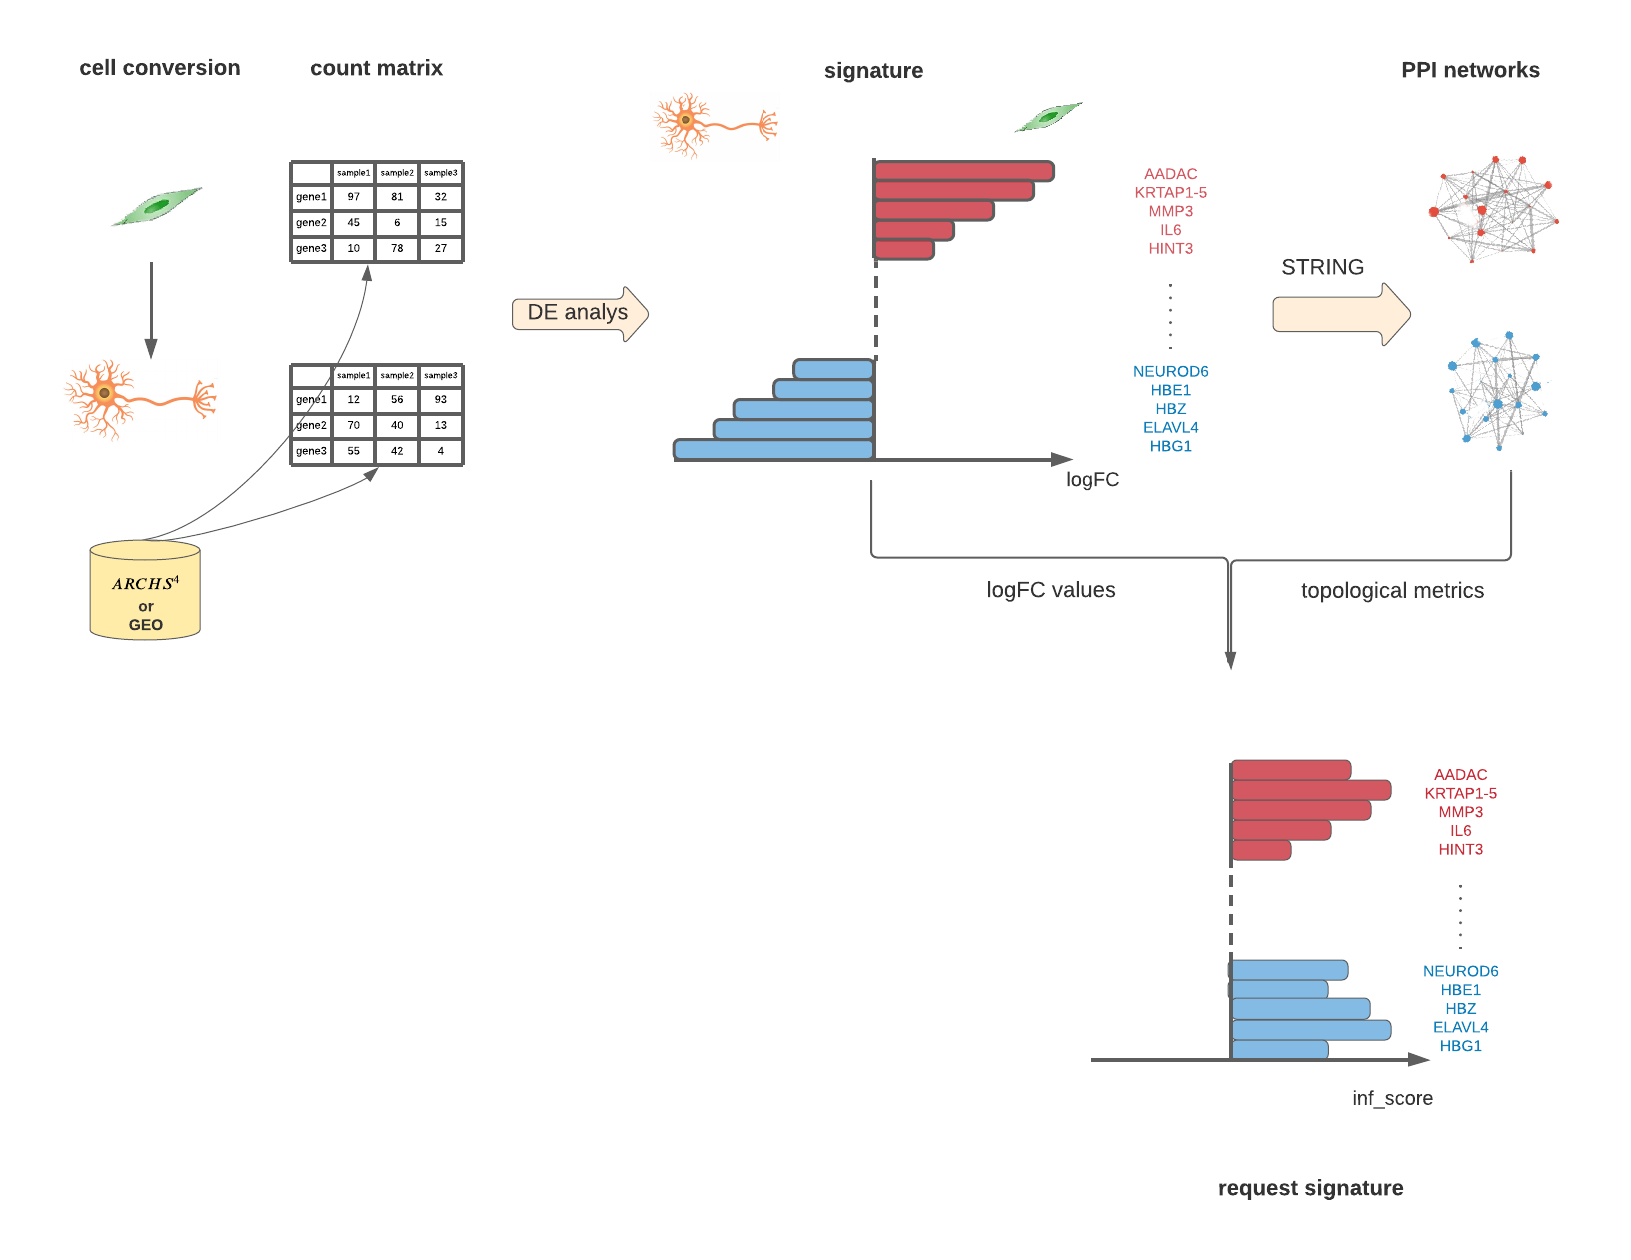 cell conversion
count matrix
signature
PPI networks
sample1 sample2 sample3
gene1 97 81 32
gene2 45 6 15
gene3 10 78 27
sample1 sample2 sample3
gene1 12 56 93
gene2 70 40 13
gene3 55 42 4
ARCHS⁴
or
GEO
DE analys
AADAC
KRTAP1-5
MMP3
IL6
HINT3
NEUROD6
HBE1
HBZ
ELAVL4
HBG1
logFC
STRING
logFC values
topological metrics
AADAC
KRTAP1-5
MMP3
IL6
HINT3
NEUROD6
HBE1
HBZ
ELAVL4
HBG1
inf_score
request signature